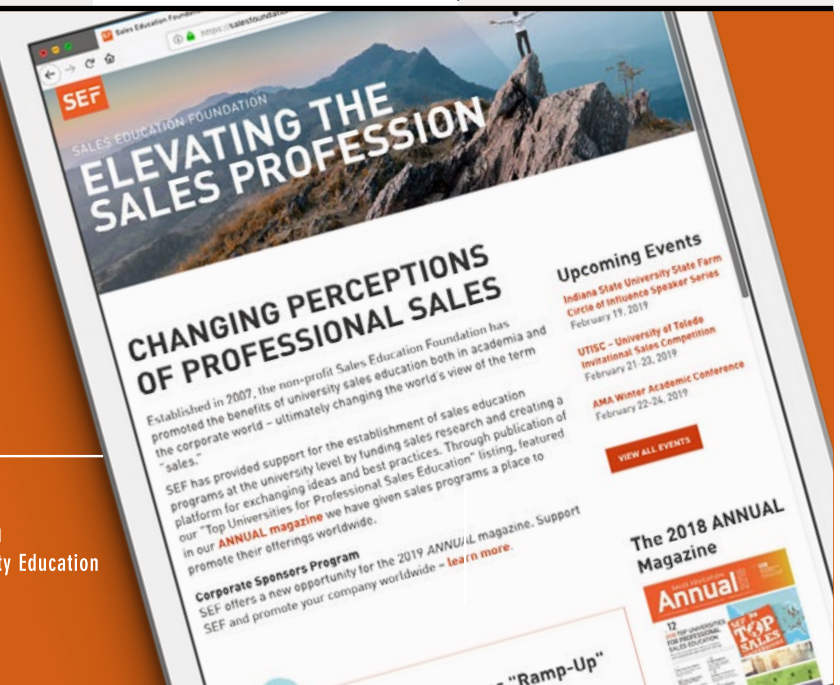 Sales Education Foundation
https://salesfoundatio
SEF
SALES EDUCATION FOUNDATION
ELEVATING THE
SALES PROFESSION
CHANGING PERCEPTIONS
OF PROFESSIONAL SALES
Established in 2007, the non-profit Sales Education Foundation has
promoted the benefits of university sales education both in academia and
the corporate world – ultimately changing the world's view of the term
"sales."
SEF has provided support for the establishment of sales education
programs at the university level by funding sales research and creating a
platform for exchanging ideas and best practices. Through publication of
our "Top Universities for Professional Sales Education" listing, featured
in our ANNUAL magazine we have given sales programs a place to
promote their offerings worldwide.
Corporate Sponsors Program
SEF offers a new opportunity for the 2019 ANNUAL magazine. Support
SEF and promote your company worldwide – learn more.
"Ramp-Up"
Upcoming Events
Indiana State University State Farm
Circle of Influence Speaker Series
February 19, 2019
UTISC – University of Toledo
Invitational Sales Competition
February 21-23, 2019
AMA Winter Academic Conference
February 22-24, 2019
VIEW ALL EVENTS
The 2018 ANNUAL
Magazine
SALES EDUCATION
Annual
12
TOP UNIVERSITIES
FOR PROFESSIONAL
SALES EDUCATION
SEF
TOP
SALES
ty Education